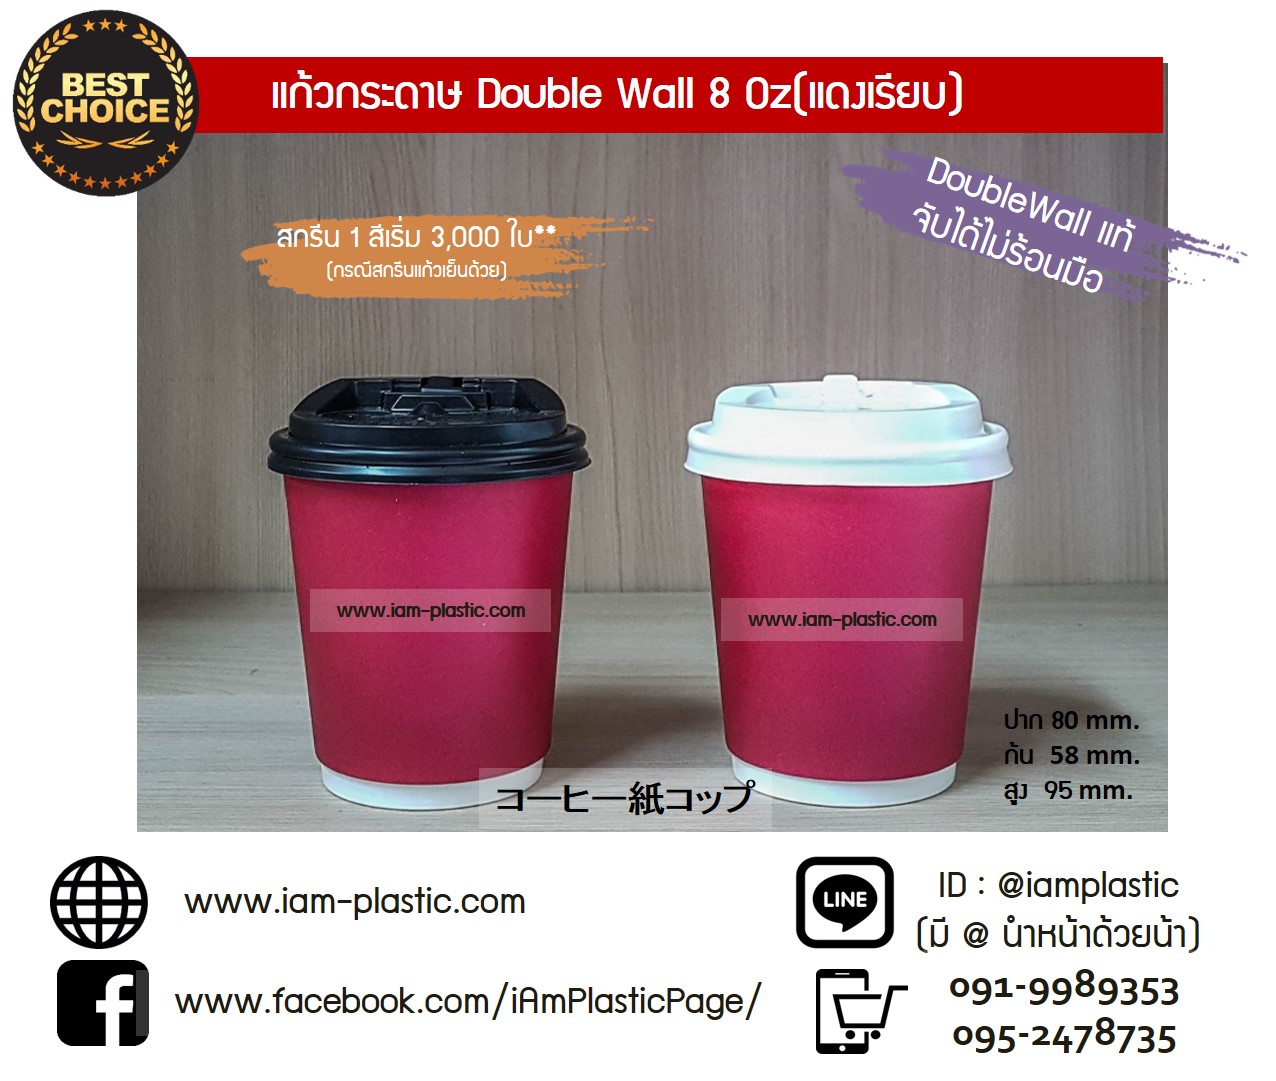 BEST
CHOICE
แก้วกระดาษ Double Wall 8 Oz(แดงเรียบ)
DoubleWall แท้
จับได้ไม่ร้อนมือ
สกรีน 1 สีเริ่ม 3,000 ใบ**
(กรณีสกรีนแก้วเย็นด้วย)
www.iam-plastic.com
www.iam-plastic.com
ปาก 80 mm.
ก้น 58 mm.
สูง 95 mm.
コーヒー紙コップ
www.iam-plastic.com
LINE
ID : @iamplastic
(มี @ นำหน้าด้วยน้า)
www.facebook.com/iAmPlasticPage/
091-9989353
095-2478735